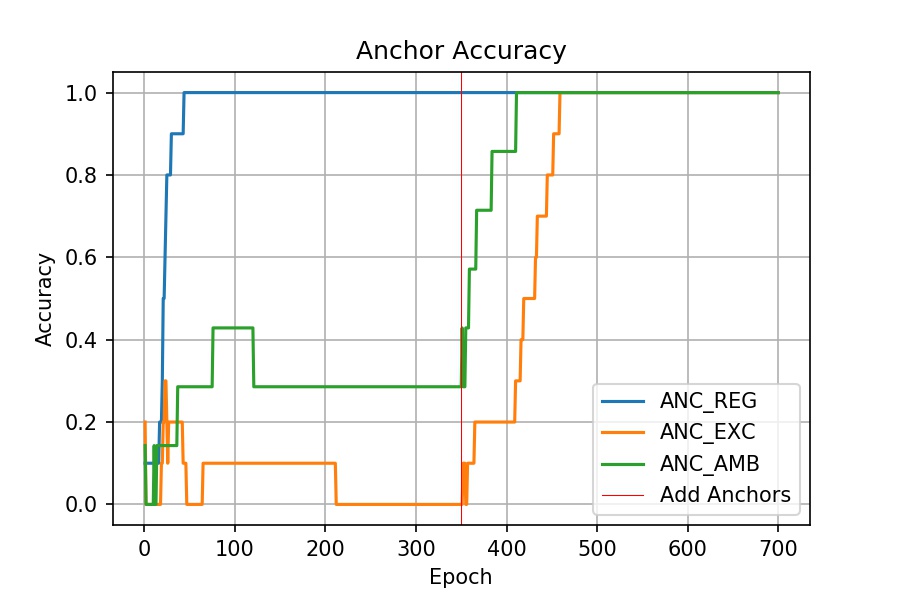 Anchor Accuracy
1.0
0.8
0.6
0.4
0.2
0.0
Accuracy
0 100 200 300 400 500 600 700
Epoch
ANC_REG
ANC_EXC
ANC_AMB
Add Anchors